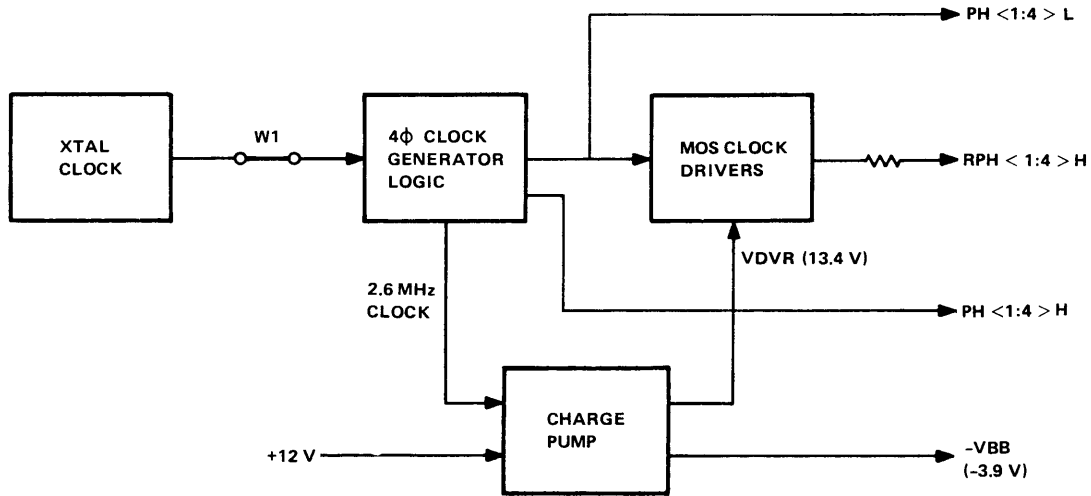 PH <1:4> L
XTAL
CLOCK
W1
4ϕ CLOCK
GENERATOR
LOGIC
MOS CLOCK
DRIVERS
RPH < 1:4 > H
VDVR (13.4 V)
2.6 MHz
CLOCK
PH <1:4 > H
CHARGE
PUMP
+12 V
-VBB
(-3.9 V)